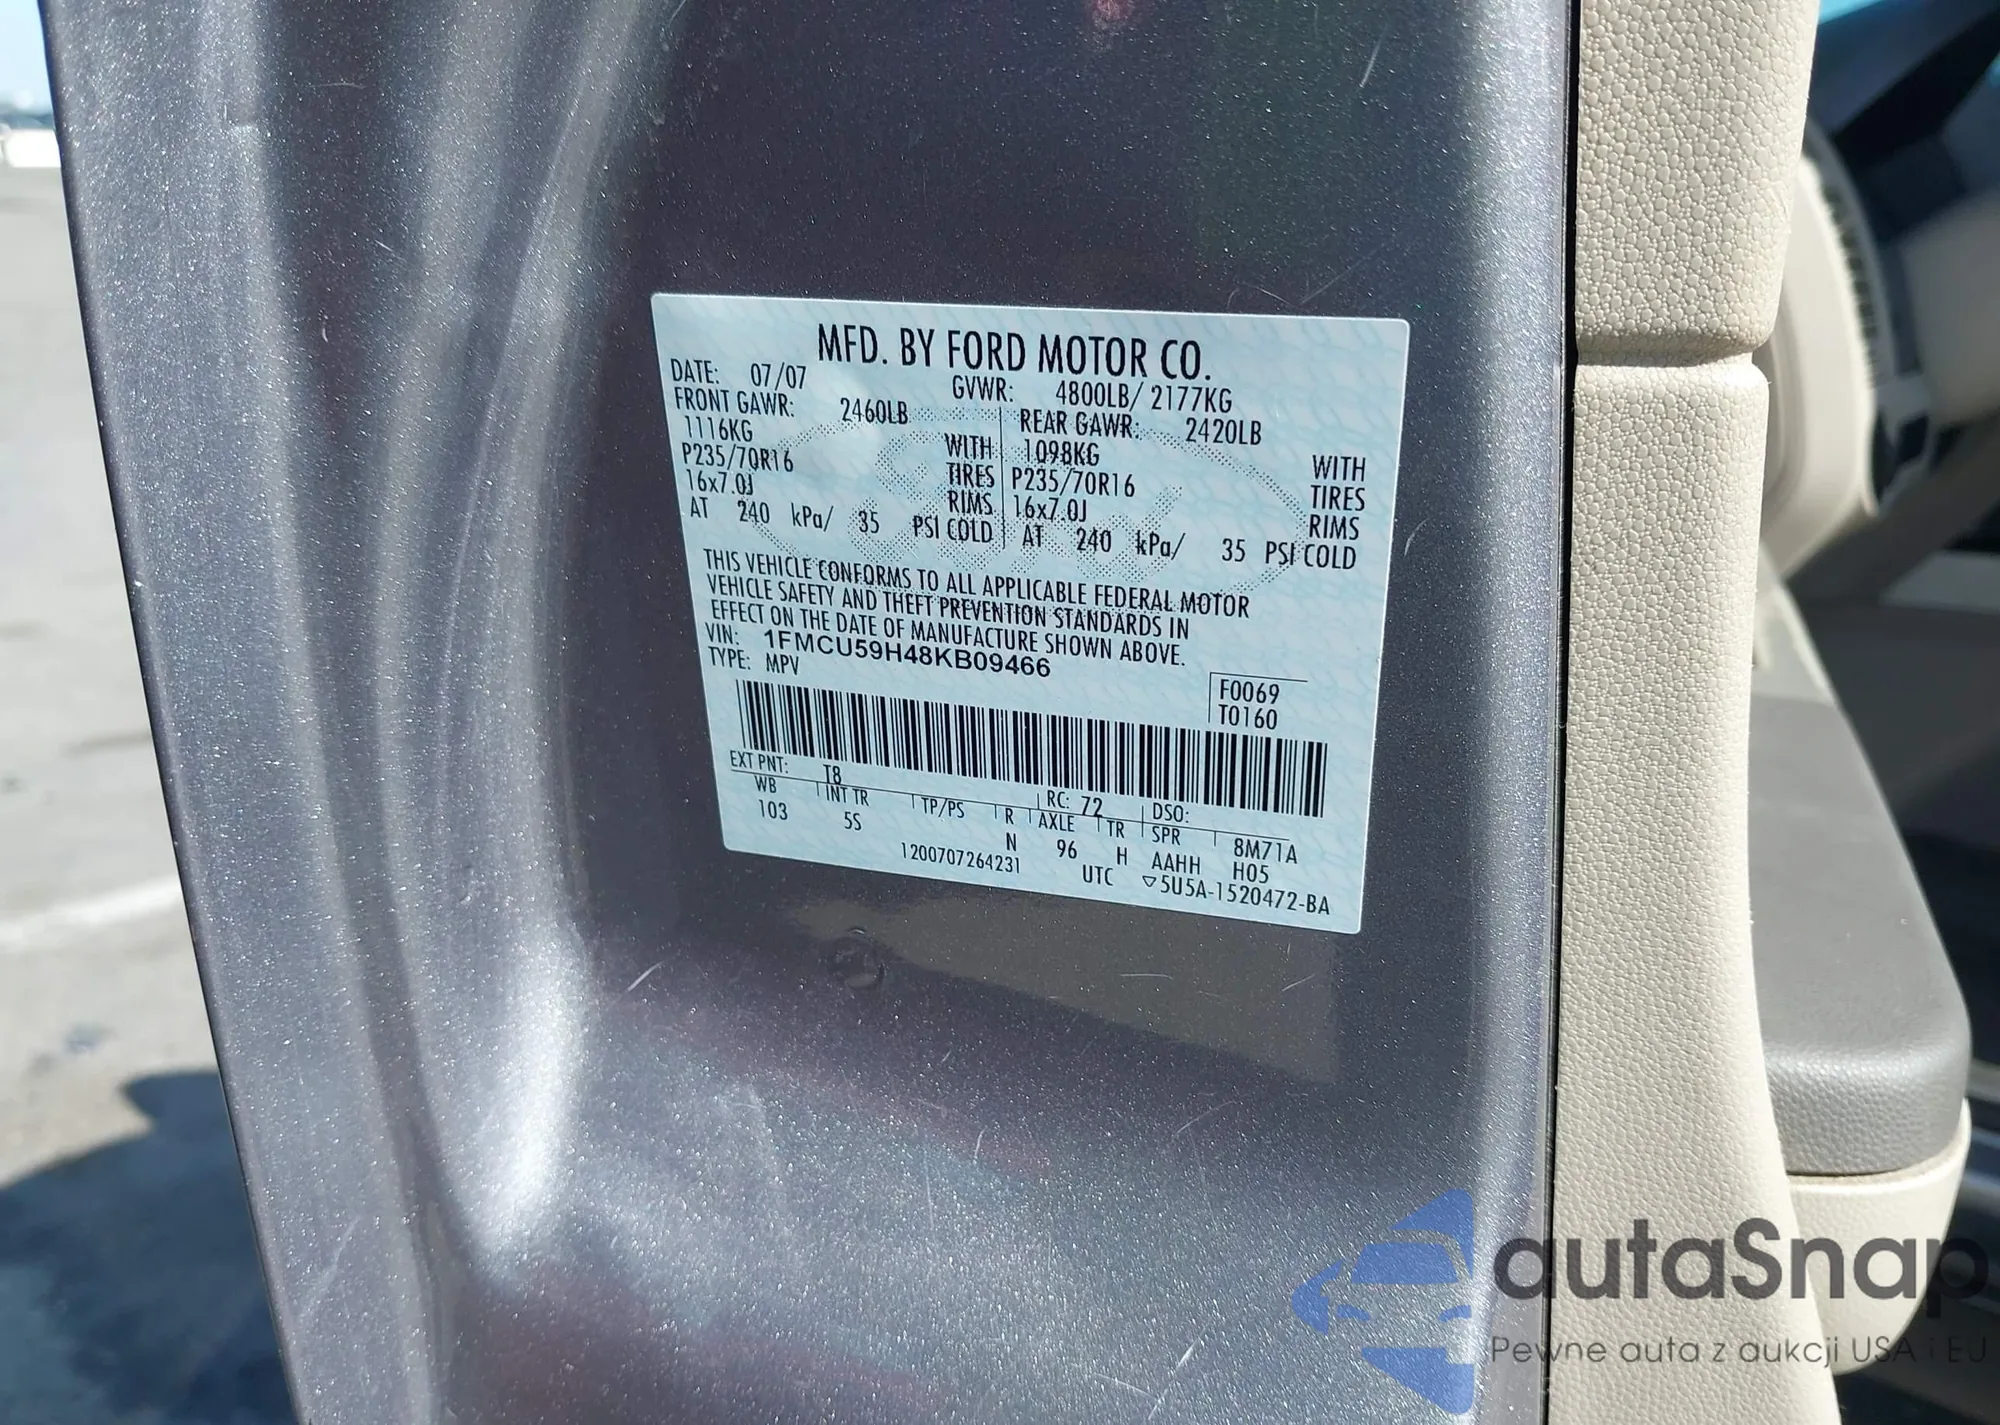 MFD. BY FORD MOTOR CO.
DATE: 07/07 GVWR: 4800LB/ 2177KG
FRONT GAWR: 2460LB REAR GAWR: 2420LB
1116KG WITH 1098KG WITH
P235/70R16 TIRES P235/70R16 TIRES
16x7.0J RIMS 16x7.0J RIMS
AT 240 kPa/ 35 PSI COLD AT 240 kPa/ 35 PSI COLD
THIS VEHICLE CONFORMS TO ALL APPLICABLE FEDERAL MOTOR
VEHICLE SAFETY AND THEFT PREVENTION STANDARDS IN
EFFECT ON THE DATE OF MANUFACTURE SHOWN ABOVE.
VIN: 1FMCU59H48KB09466
TYPE: MPV
F0069
T0160
EXT PNT: T8 RC: 72 DSO:
WB INT TR TP/PS R AXLE TR SPR 8M71A
103 5S N 96 H AAHH H05
1200707264231 UTC ▽5U5A-1520472-BA
autaSnap
Pewne auta z aukcji USA i EU